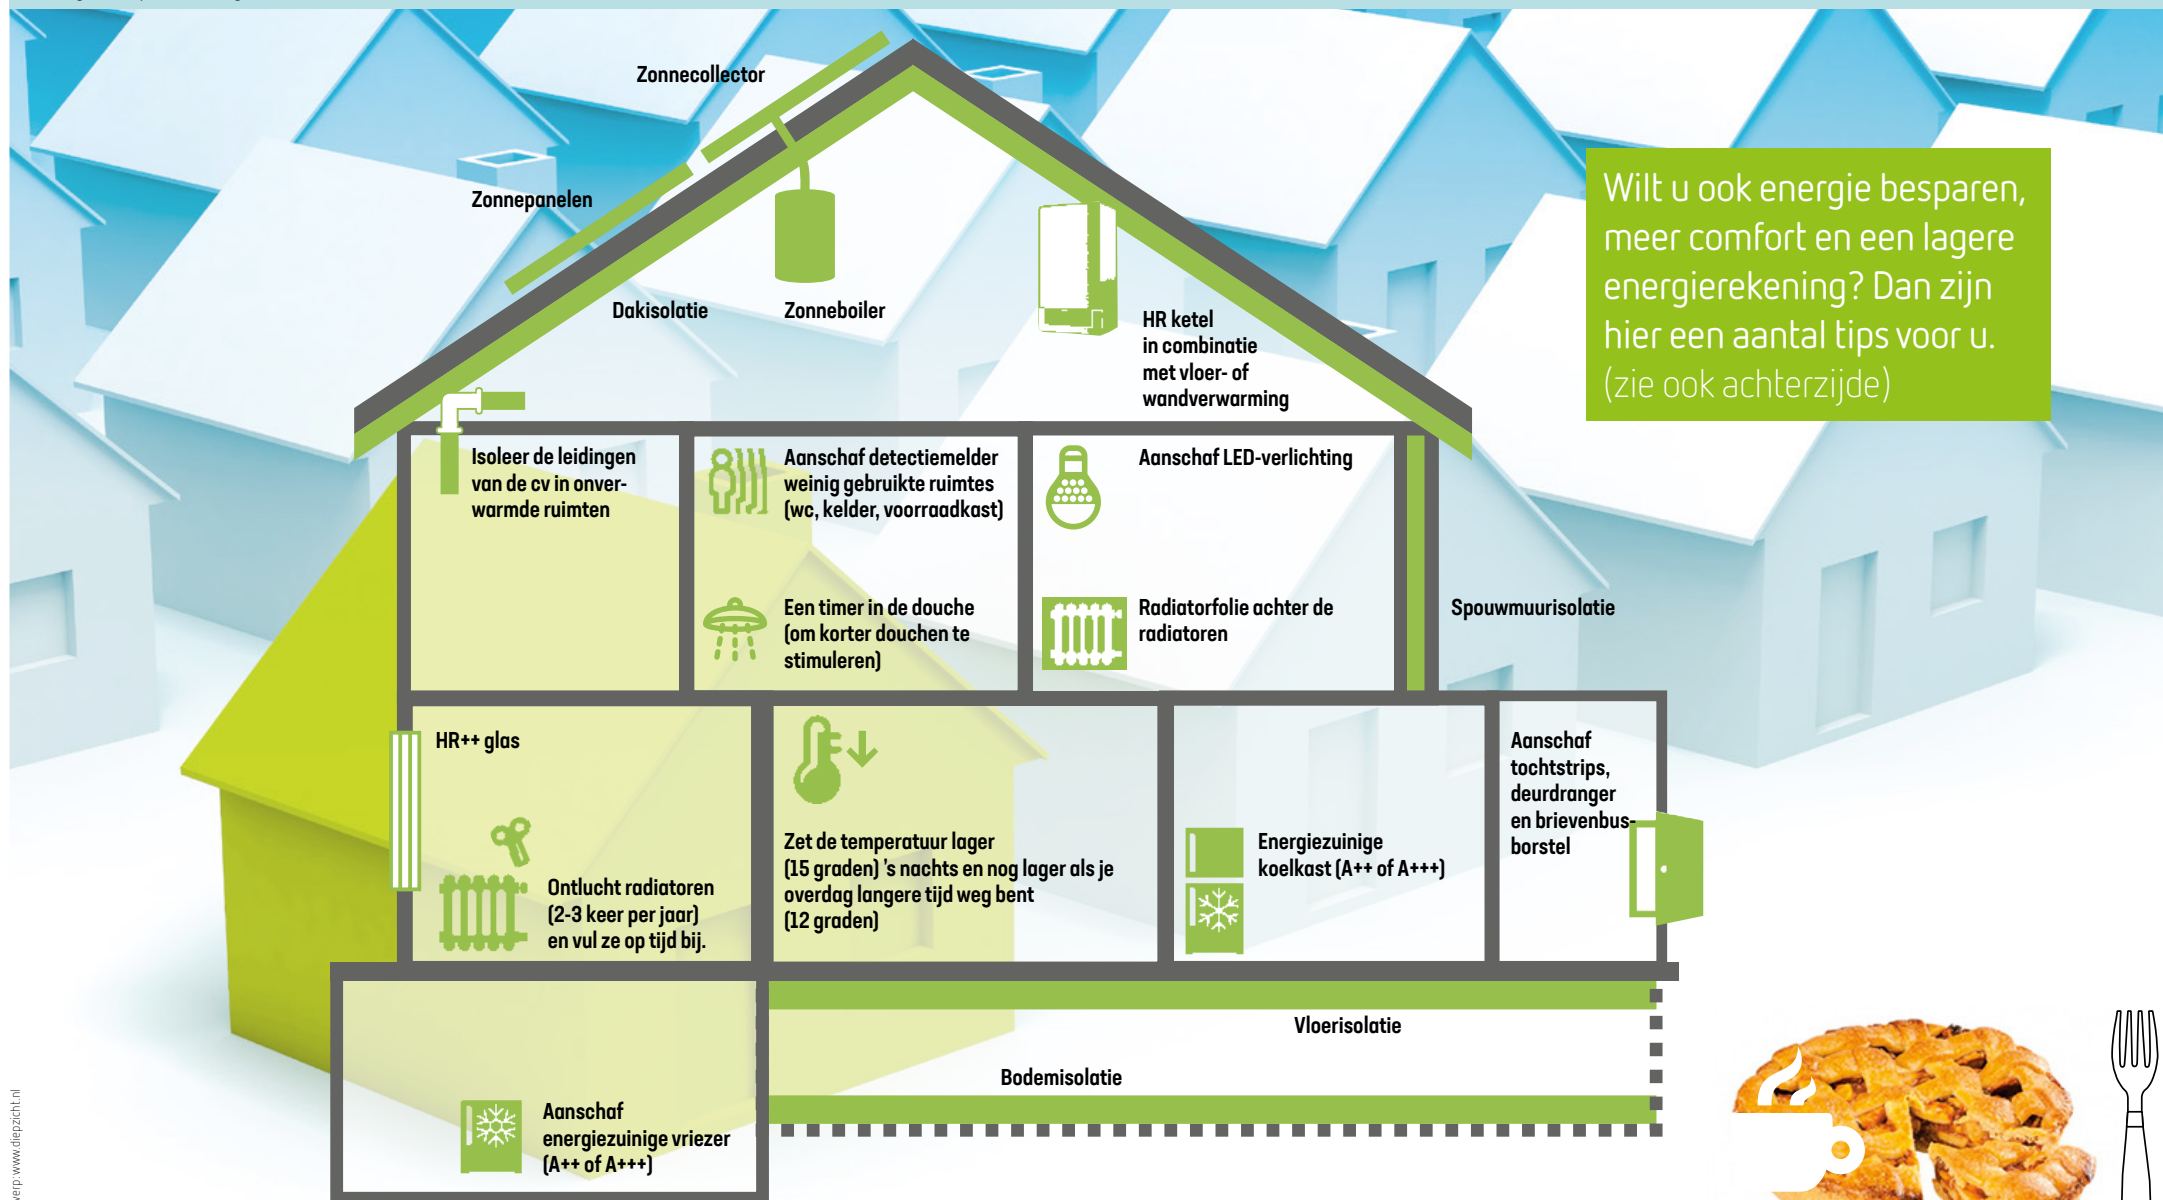 Zonnecollector
Zonnepanelen
Dakisolatie
Zonneboiler
HR ketel
in combinatie
met vloer- of
wandverwarming
Wilt u ook energie besparen,
meer comfort en een lagere
energierekening? Dan zijn
hier een aantal tips voor u.
(zie ook achterzijde)
Isoleer de leidingen
van de cv in onver-
warmde ruimten
Aanschaf detectiemelder
weinig gebruikte ruimtes
(wc, kelder, voorraadkast)
Aanschaf LED-verlichting
Een timer in de douche
(om korter douchen te
stimuleren)
Radiatorfolie achter de
radiatoren
Spouwmuurisolatie
HR++ glas
Ontlucht radiatoren
(2-3 keer per jaar)
en vul ze op tijd bij.
Zet de temperatuur lager
(15 graden) 's nachts en nog lager als je
overdag langere tijd weg bent
(12 graden)
Energiezuinige
koelkast (A++ of A+++)
Aanschaf
tochtstrips,
deurdranger
en brievenbus-
borstel
Vloerisolatie
Bodemisolatie
Aanschaf
energiezuinige vriezer
(A++ of A+++)
www.diepzicht.nl